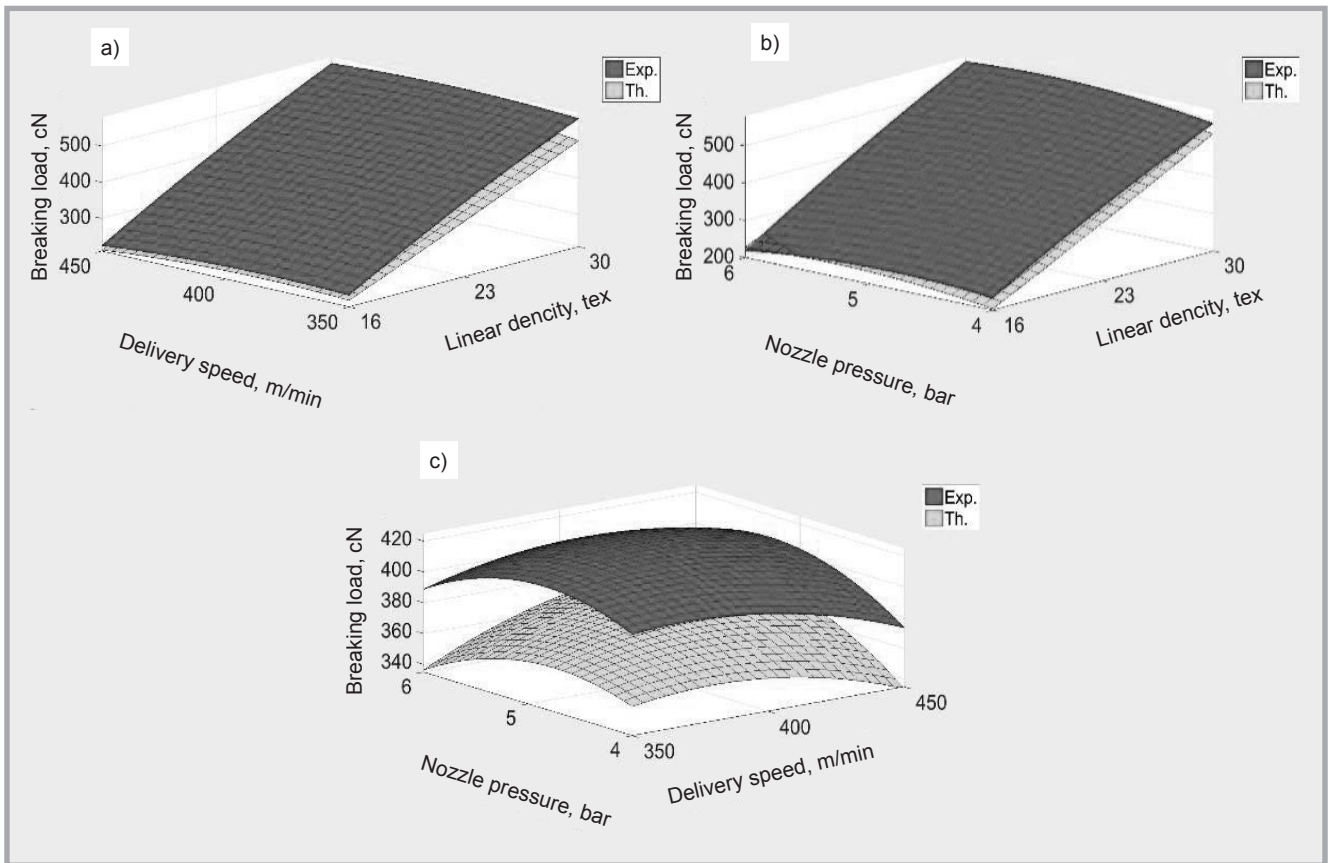 a)
Exp.
Th.
Breaking load, cN
500
400
300
450
400
350
16
23
30
Delivery speed, m/min
Linear dencity, tex
b)
Exp.
Th.
Breaking load, cN
500
400
300
200
6
5
4
16
23
30
Nozzle pressure, bar
Linear dencity, tex
c)
Exp.
Th.
Breaking load, cN
420
400
380
360
340
6
5
4
350
400
450
Nozzle pressure, bar
Delivery speed, m/min